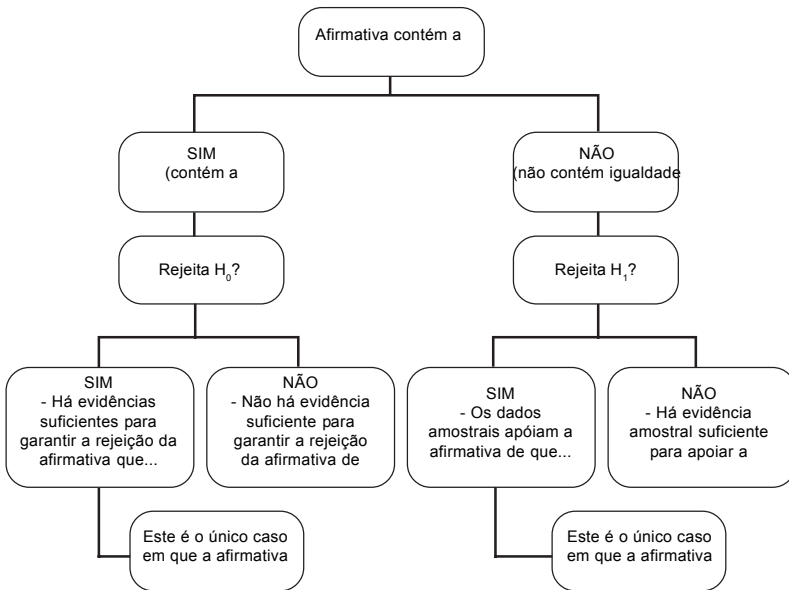 Afirmativa contém a
SIM
(contém a
NÃO
(não contém igualdade
Rejeita H₀?
Rejeita H₁?
SIM
- Há evidências
suficientes para
garantir a rejeição da
afirmativa que...
NÃO
- Não há evidência
suficiente para
garantir a rejeição
da afirmativa de
SIM
- Os dados
amostrais apóiam a
afirmativa de que...
NÃO
- Há evidência
amostral suficiente
para apoiar a
Este é o único caso
em que a afirmativa
Este é o único caso
em que a afirmativa